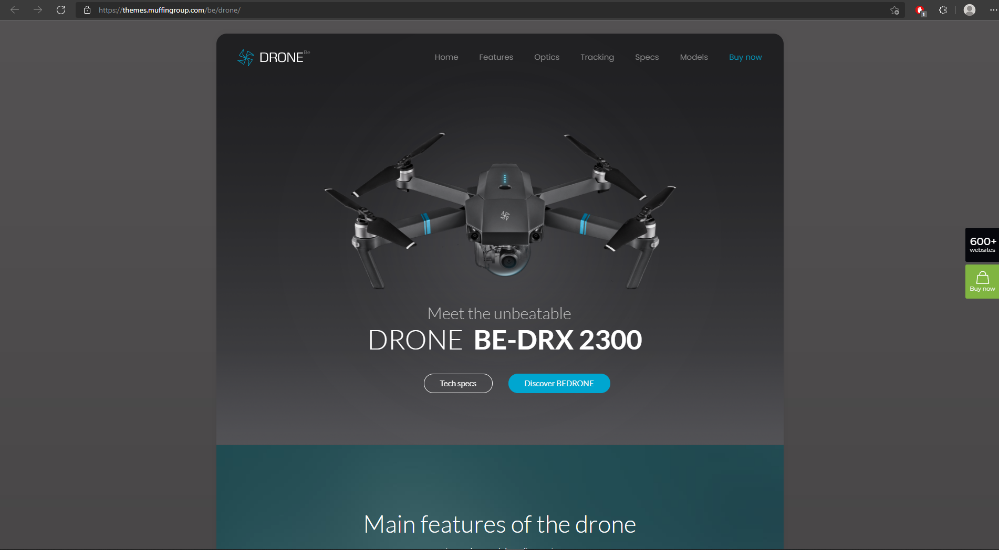 https://themes.muffingroup.com/be/drone/
1
DRONE Be
Home Features Optics Tracking Specs Models Buy now
600+
websites
Buy now
Meet the unbeatable
DRONE BE-DRX 2300
Tech specs Discover BEDRONE
Main features of the drone